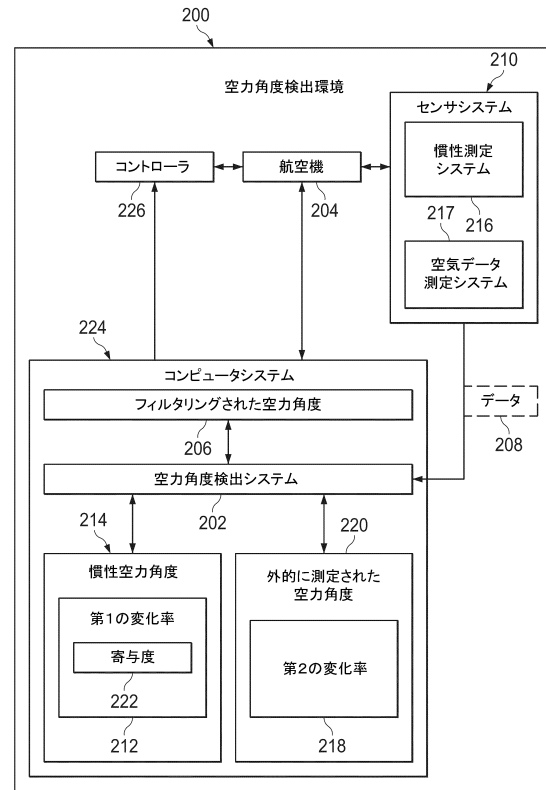 200
空力角度検出環境
210
センサシステム
慣性測定
システム
216
217
空気データ
測定システム
コントローラ
226
航空機
204
224
コンピュータシステム
フィルタリングされた空力角度
206
データ
208
空力角度検出システム
202
214
慣性空力角度
第1の変化率
寄与度
222
212
220
外的に測定された
空力角度
第2の変化率
218